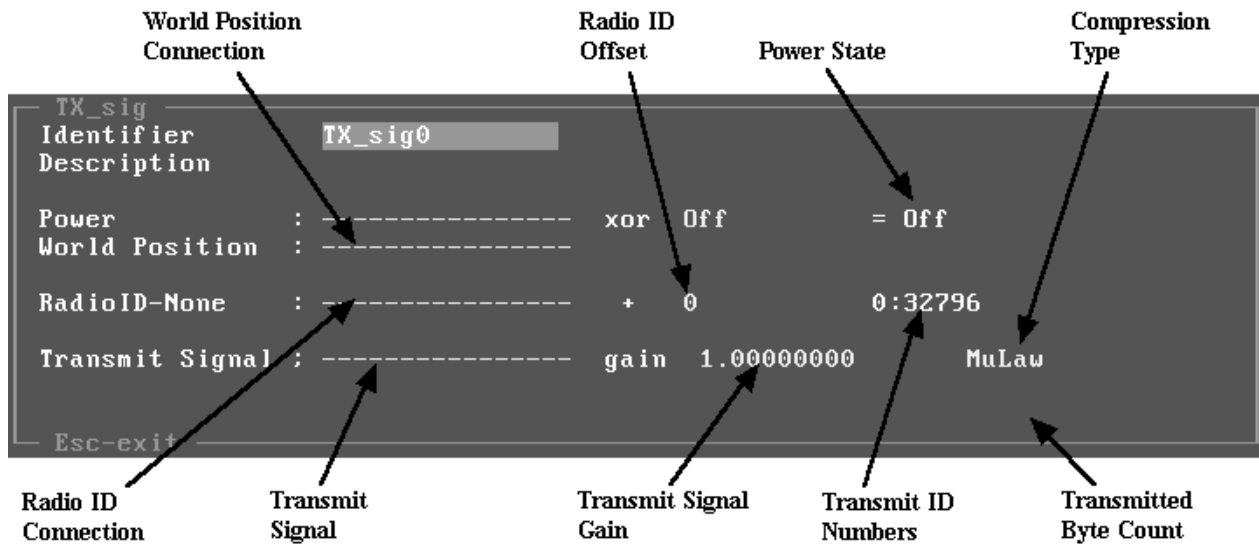 World Position
Connection
Radio ID
Offset
Power State
Compression
Type
TX_sig
Identifier TX_sig0
Description
Power : --------------- xor Off = Off
World Position : ---------------
RadioID-None : --------------- + 0 0:32796
Transmit Signal : --------------- gain 1.00000000 MuLaw
Esc-exit
Radio ID
Connection
Transmit
Signal
Transmit Signal
Gain
Transmit ID
Numbers
Transmitted
Byte Count